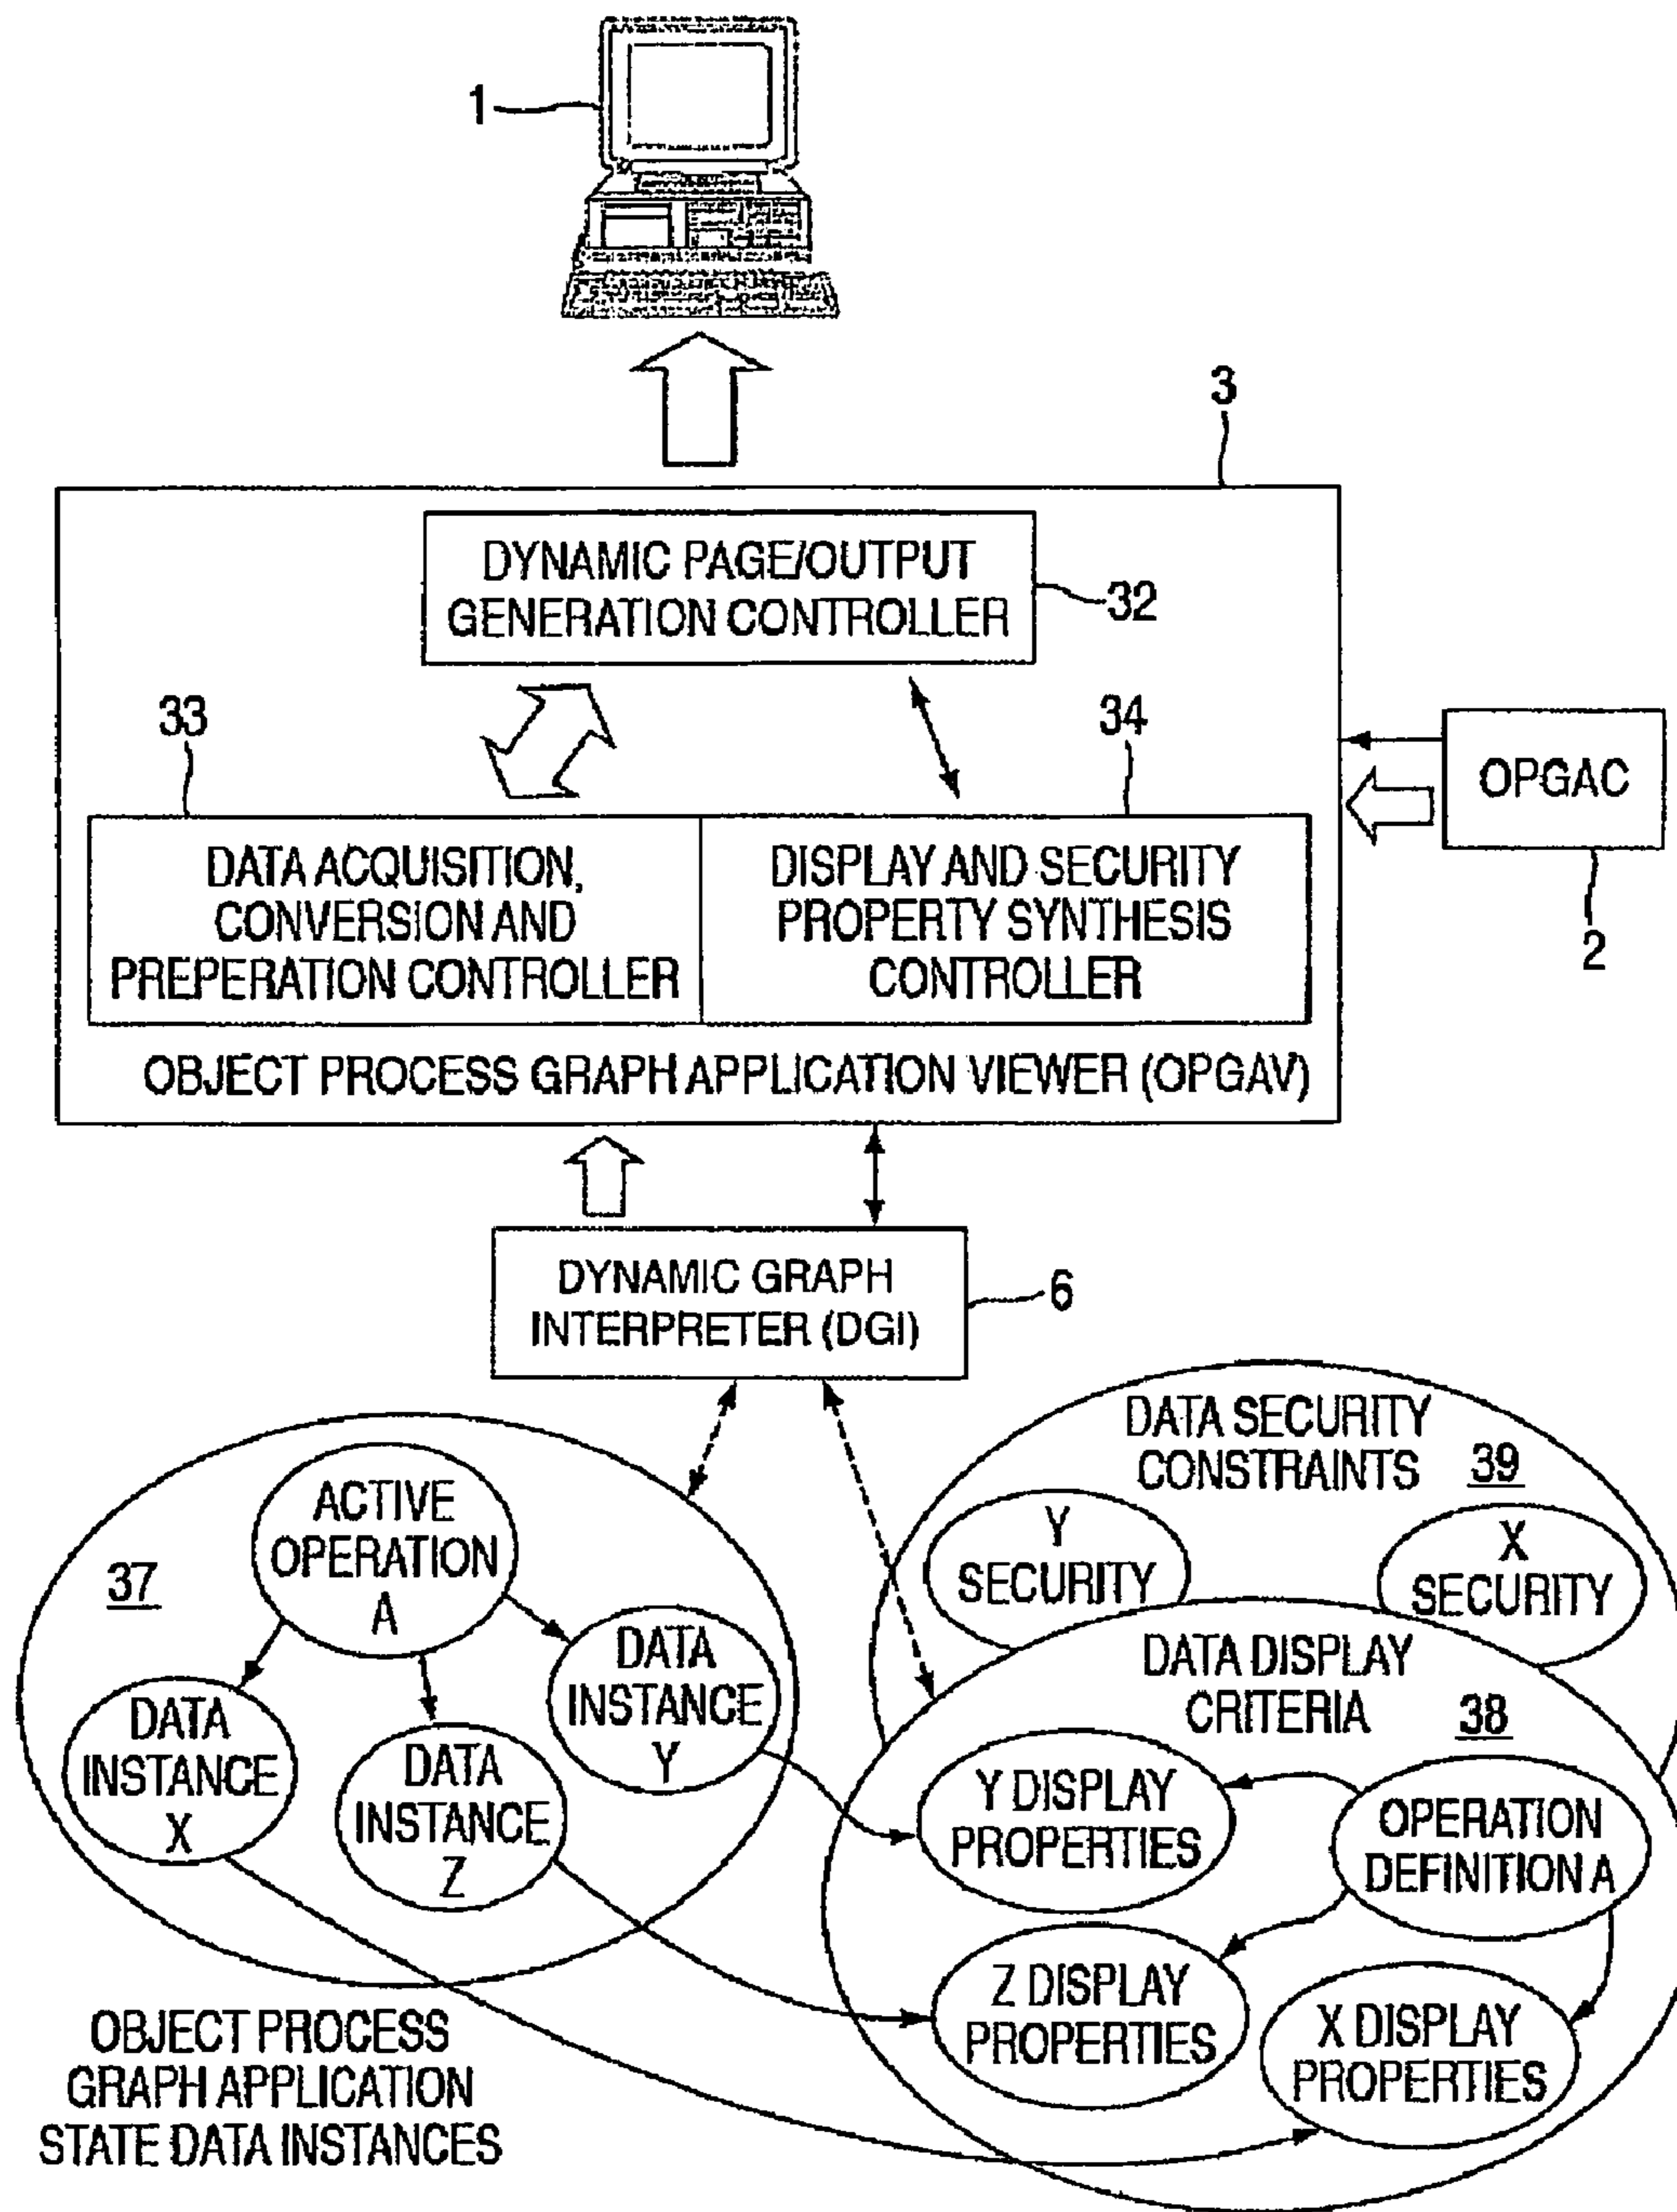 1
3
DYNAMIC PAGE/OUTPUT
GENERATION CONTROLLER
32
33
34
DATA ACQUISITION,
CONVERSION AND
PREPERATION CONTROLLER
DISPLAY AND SECURITY
PROPERTY SYNTHESIS
CONTROLLER
OPGAC
2
OBJECT PROCESS GRAPH APPLICATION VIEWER (OPGAV)
DYNAMIC GRAPH
INTERPRETER (DGI)
6
37
ACTIVE
OPERATION
A
DATA
INSTANCE
X
DATA
INSTANCE
Z
DATA
INSTANCE
Y
OBJECT PROCESS
GRAPH APPLICATION
STATE DATA INSTANCES
DATA SECURITY
CONSTRAINTS
39
Y
SECURITY
X
SECURITY
DATA DISPLAY
CRITERIA
38
Y DISPLAY
PROPERTIES
OPERATION
DEFINITION A
Z DISPLAY
PROPERTIES
X DISPLAY
PROPERTIES